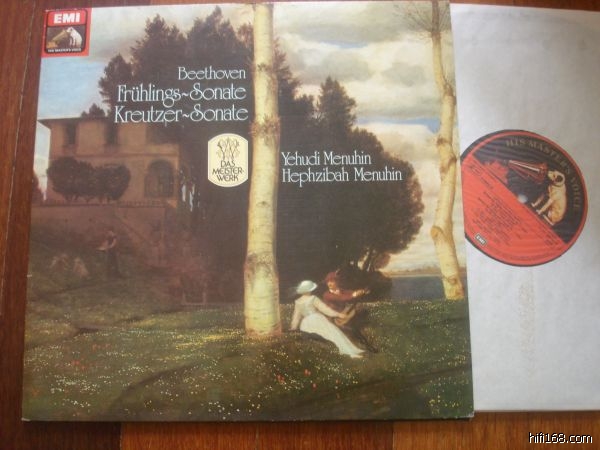 EMI
HIS MASTER'S VOICE
Beethoven
Frühlings~Sonate
Kreutzer~Sonate
DAS
MEISTER-
WERK
Yehudi Menuhin
Hephzibah Menuhin
HIS MASTER'S VOICE
EMI
hifi168.com